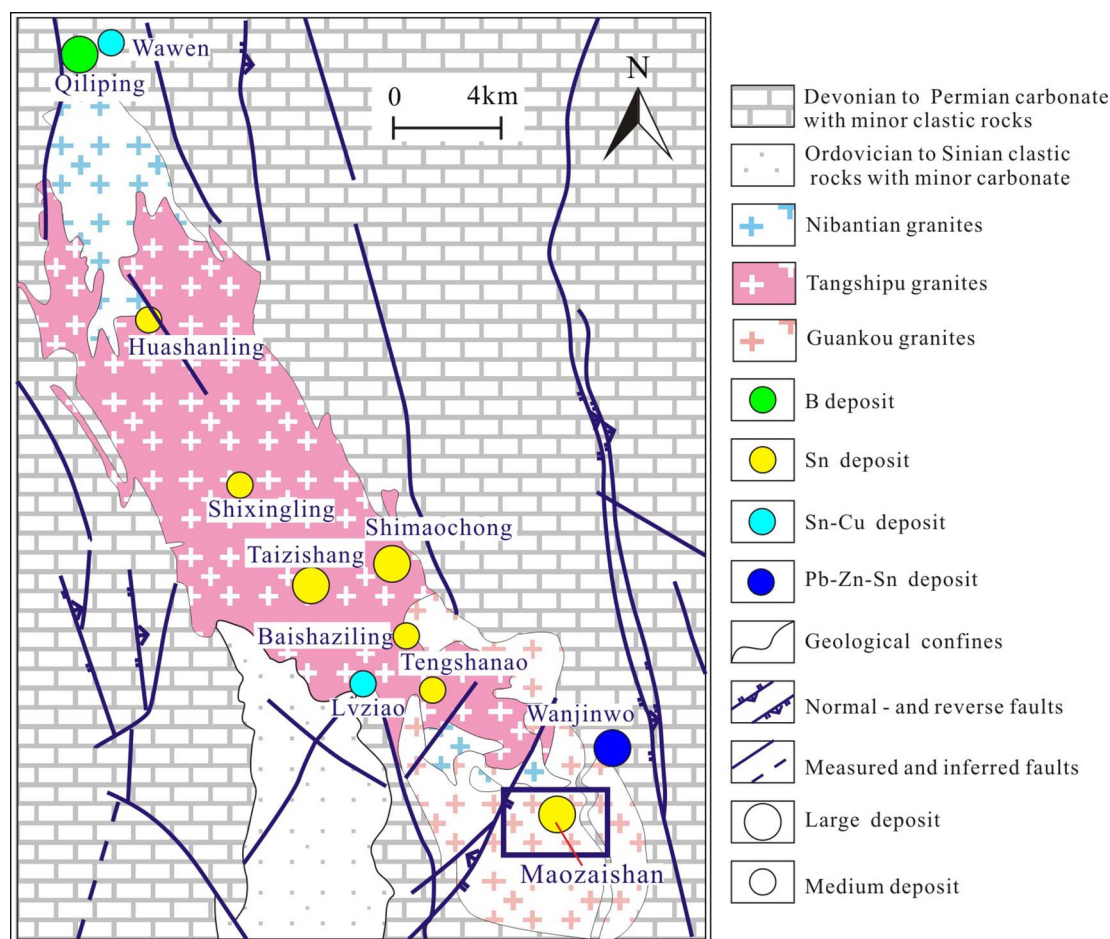 Wawen
Qiliping
N
0 4km
Huashanling
Shixingling
Shimaochong
Taizishang
Baishaziling
Tengshanao
Lvziao
Wanjinwo
Maozaishan
Devonian to Permian carbonate
with minor clastic rocks
Ordovician to Sinian clastic
rocks with minor carbonate
Nibantian granites
Tangshipu granites
Guankou granites
B deposit
Sn deposit
Sn-Cu deposit
Pb-Zn-Sn deposit
Geological confines
Normal - and reverse faults
Measured and inferred faults
Large deposit
Medium deposit